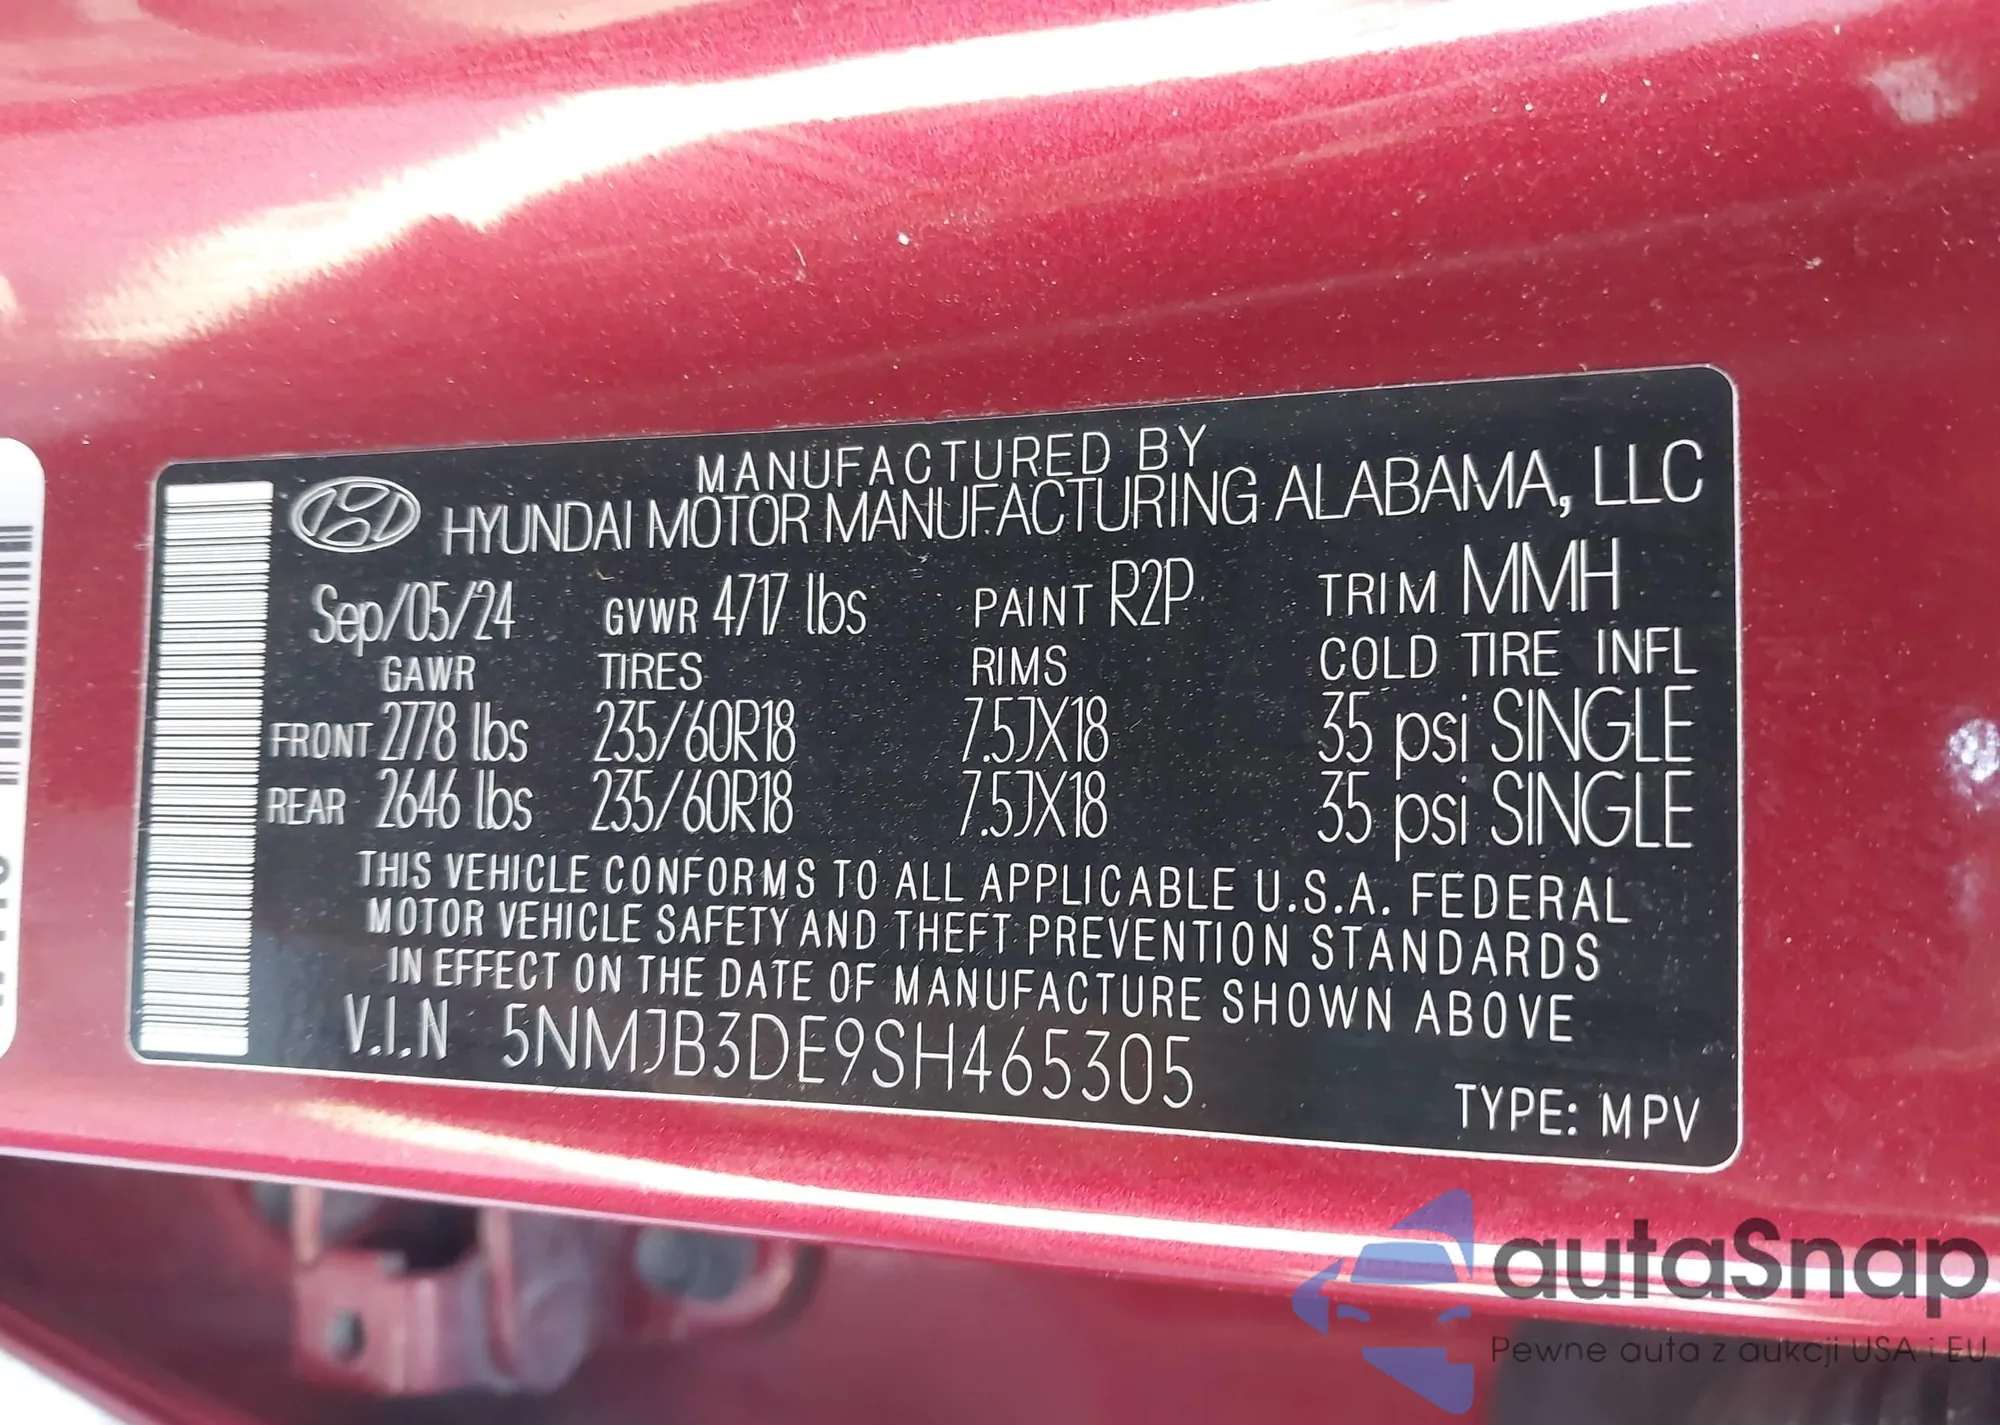 MANUFACTURED BY
HYUNDAI MOTOR MANUFACTURING ALABAMA, LLC
Sep/05/24 GVWR 4717 lbs PAINT R2P TRIM MMH
GAWR TIRES RIMS COLD TIRE INFL
FRONT 2778 lbs 235/60R18 7.5JX18 35 psi SINGLE
REAR 2646 lbs 235/60R18 7.5JX18 35 psi SINGLE
THIS VEHICLE CONFORMS TO ALL APPLICABLE U.S.A. FEDERAL
MOTOR VEHICLE SAFETY AND THEFT PREVENTION STANDARDS
IN EFFECT ON THE DATE OF MANUFACTURE SHOWN ABOVE
V.I.N 5NMJB3DE9SH465305
TYPE: MPV
autaSnap
Pewne auta z aukcji USA i EU